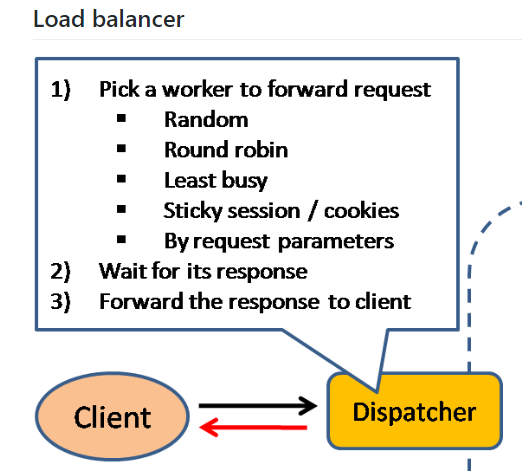 Load balancer
1) Pick a worker to forward request
▪ Random
▪ Round robin
▪ Least busy
▪ Sticky session / cookies
▪ By request parameters
2) Wait for its response
3) Forward the response to client
Client
Dispatcher